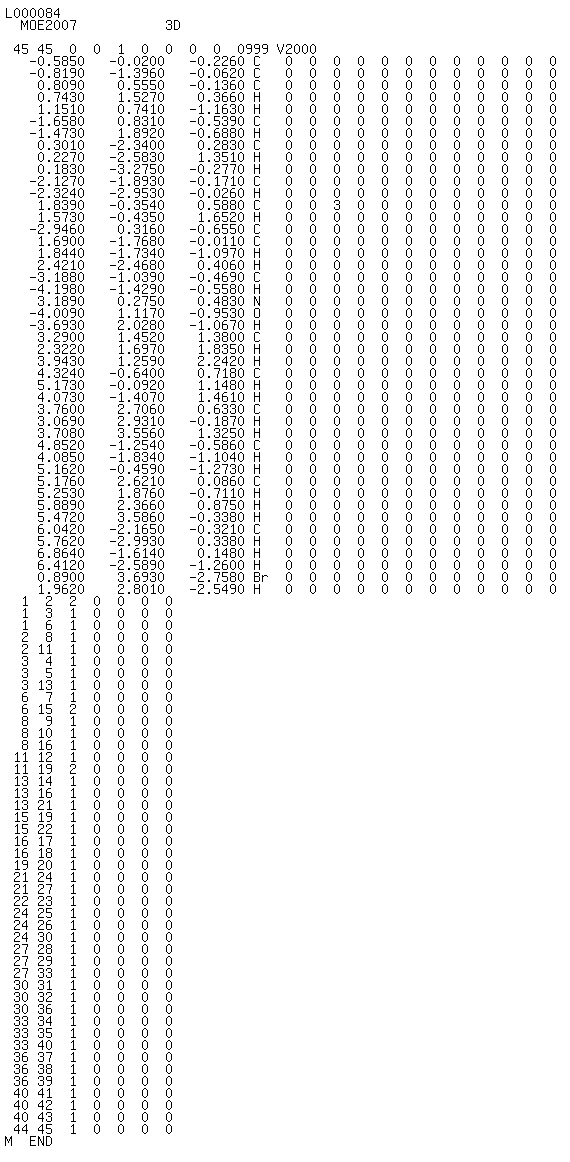 L000084
  MOE2007           3D

 45 45  0  0  1  0  0  0  0  0999 V2000
   -0.5850   -0.0200   -0.2260 C   0  0  0  0  0  0  0  0  0  0  0  0
   -0.8190   -1.3960   -0.0620 C   0  0  0  0  0  0  0  0  0  0  0  0
    0.8090    0.5550   -0.1360 C   0  0  0  0  0  0  0  0  0  0  0  0
    0.7430    1.5270    0.3660 H   0  0  0  0  0  0  0  0  0  0  0  0
    1.1510    0.7410   -1.1630 H   0  0  0  0  0  0  0  0  0  0  0  0
   -1.6580    0.8310   -0.5390 C   0  0  0  0  0  0  0  0  0  0  0  0
   -1.4730    1.8920   -0.6880 H   0  0  0  0  0  0  0  0  0  0  0  0
    0.3010   -2.3400    0.2830 C   0  0  0  0  0  0  0  0  0  0  0  0
    0.2270   -2.5830    1.3510 H   0  0  0  0  0  0  0  0  0  0  0  0
    0.1830   -3.2750   -0.2770 H   0  0  0  0  0  0  0  0  0  0  0  0
   -2.1270   -1.8930   -0.1710 C   0  0  0  0  0  0  0  0  0  0  0  0
   -2.3240   -2.9530   -0.0260 H   0  0  0  0  0  0  0  0  0  0  0  0
    1.8390   -0.3540    0.5880 C   0  0  3  0  0  0  0  0  0  0  0  0
    1.5730   -0.4350    1.6520 H   0  0  0  0  0  0  0  0  0  0  0  0
   -2.9460    0.3160   -0.6550 C   0  0  0  0  0  0  0  0  0  0  0  0
    1.6900   -1.7680   -0.0110 C   0  0  0  0  0  0  0  0  0  0  0  0
    1.8440   -1.7340   -1.0970 H   0  0  0  0  0  0  0  0  0  0  0  0
    2.4210   -2.4680    0.4060 H   0  0  0  0  0  0  0  0  0  0  0  0
   -3.1880   -1.0390   -0.4690 C   0  0  0  0  0  0  0  0  0  0  0  0
   -4.1980   -1.4290   -0.5580 H   0  0  0  0  0  0  0  0  0  0  0  0
    3.1890    0.2750    0.4830 N   0  0  0  0  0  0  0  0  0  0  0  0
   -4.0090    1.1170   -0.9530 O   0  0  0  0  0  0  0  0  0  0  0  0
   -3.6930    2.0280   -1.0670 H   0  0  0  0  0  0  0  0  0  0  0  0
    3.2900    1.4520    1.3800 C   0  0  0  0  0  0  0  0  0  0  0  0
    2.3220    1.6970    1.8350 H   0  0  0  0  0  0  0  0  0  0  0  0
    3.9430    1.2590    2.2420 H   0  0  0  0  0  0  0  0  0  0  0  0
    4.3240   -0.6400    0.7180 C   0  0  0  0  0  0  0  0  0  0  0  0
    5.1730   -0.0920    1.1480 H   0  0  0  0  0  0  0  0  0  0  0  0
    4.0730   -1.4070    1.4610 H   0  0  0  0  0  0  0  0  0  0  0  0
    3.7600    2.7060    0.6330 C   0  0  0  0  0  0  0  0  0  0  0  0
    3.0690    2.9310   -0.1870 H   0  0  0  0  0  0  0  0  0  0  0  0
    3.7080    3.5560    1.3250 H   0  0  0  0  0  0  0  0  0  0  0  0
    4.8520   -1.2540   -0.5860 C   0  0  0  0  0  0  0  0  0  0  0  0
    4.0850   -1.8340   -1.1040 H   0  0  0  0  0  0  0  0  0  0  0  0
    5.1620   -0.4590   -1.2730 H   0  0  0  0  0  0  0  0  0  0  0  0
    5.1760    2.6210    0.0860 C   0  0  0  0  0  0  0  0  0  0  0  0
    5.2530    1.8760   -0.7110 H   0  0  0  0  0  0  0  0  0  0  0  0
    5.8890    2.3660    0.8750 H   0  0  0  0  0  0  0  0  0  0  0  0
    5.4720    3.5860   -0.3380 H   0  0  0  0  0  0  0  0  0  0  0  0
    6.0420   -2.1650   -0.3210 C   0  0  0  0  0  0  0  0  0  0  0  0
    5.7620   -2.9930    0.3380 H   0  0  0  0  0  0  0  0  0  0  0  0
    6.8640   -1.6140    0.1480 H   0  0  0  0  0  0  0  0  0  0  0  0
    6.4120   -2.5890   -1.2600 H   0  0  0  0  0  0  0  0  0  0  0  0
    0.8900    3.6930   -2.7580 Br  0  0  0  0  0  0  0  0  0  0  0  0
    1.9620    2.8010   -2.5490 H   0  0  0  0  0  0  0  0  0  0  0  0
  1  2  2  0  0  0  0
  1  3  1  0  0  0  0
  1  6  1  0  0  0  0
  2  8  1  0  0  0  0
  2 11  1  0  0  0  0
  3  4  1  0  0  0  0
  3  5  1  0  0  0  0
  3 13  1  0  0  0  0
  6  7  1  0  0  0  0
  6 15  2  0  0  0  0
  8  9  1  0  0  0  0
  8 10  1  0  0  0  0
  8 16  1  0  0  0  0
 11 12  1  0  0  0  0
 11 19  2  0  0  0  0
 13 14  1  0  0  0  0
 13 16  1  0  0  0  0
 13 21  1  0  0  0  0
 15 19  1  0  0  0  0
 15 22  1  0  0  0  0
 16 17  1  0  0  0  0
 16 18  1  0  0  0  0
 19 20  1  0  0  0  0
 21 24  1  0  0  0  0
 21 27  1  0  0  0  0
 22 23  1  0  0  0  0
 24 25  1  0  0  0  0
 24 26  1  0  0  0  0
 24 30  1  0  0  0  0
 27 28  1  0  0  0  0
 27 29  1  0  0  0  0
 27 33  1  0  0  0  0
 30 31  1  0  0  0  0
 30 32  1  0  0  0  0
 30 36  1  0  0  0  0
 33 34  1  0  0  0  0
 33 35  1  0  0  0  0
 33 40  1  0  0  0  0
 36 37  1  0  0  0  0
 36 38  1  0  0  0  0
 36 39  1  0  0  0  0
 40 41  1  0  0  0  0
 40 42  1  0  0  0  0
 40 43  1  0  0  0  0
 44 45  1  0  0  0  0
M  END